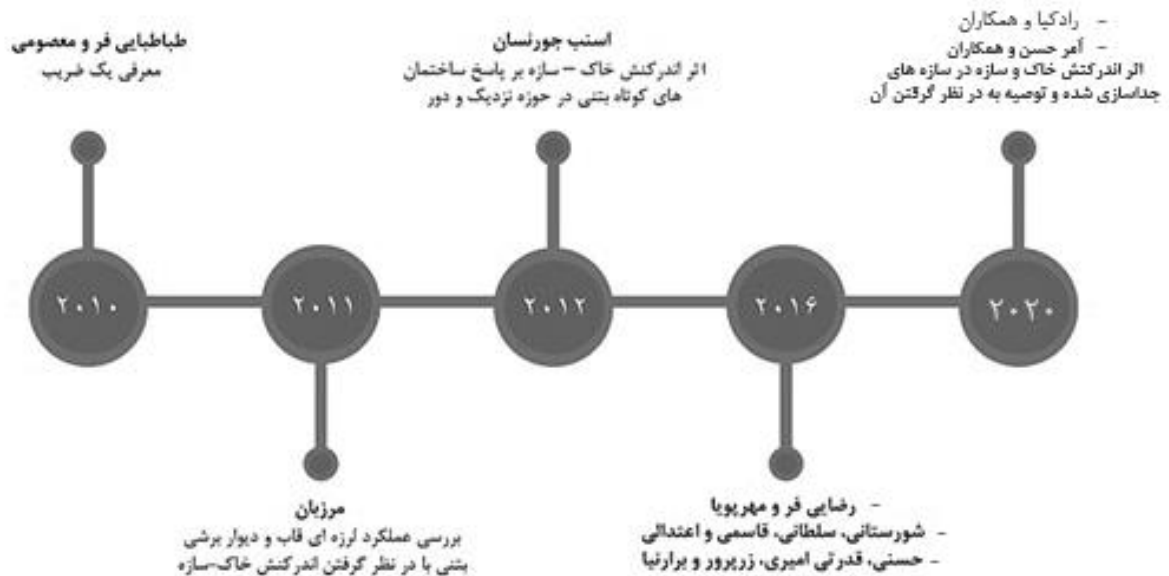 طباطبایی فر و معصومی
معرفی یک ضریب
۲۰۱۰
۲۰۱۱
مرزبان
بررسی عملکرد لرزه ای قاب و دیوار برشی
بتنی با در نظر گرفتن اندرکنش خاک-سازه
اسنب جورنسان
اثر اندرکنش خاک – سازه بر پاسخ ساختمان
های کوتاه بتنی در حوزه نزدیک و دور
۲۰۱۲
۲۰۱۶
- رضایی فر و مهرپویا
- شورستانی، سلطانی، قاسمی و اعتدالی
- حسنی، قدرتی امیری، زرپرور و برارنیا
- رادکیا و همکاران
- آمر حسن و همکاران
اثر اندرکنش خاک و سازه در سازه های
جداسازی شده و توصیه به در نظر گرفتن آن
۲۰۲۰